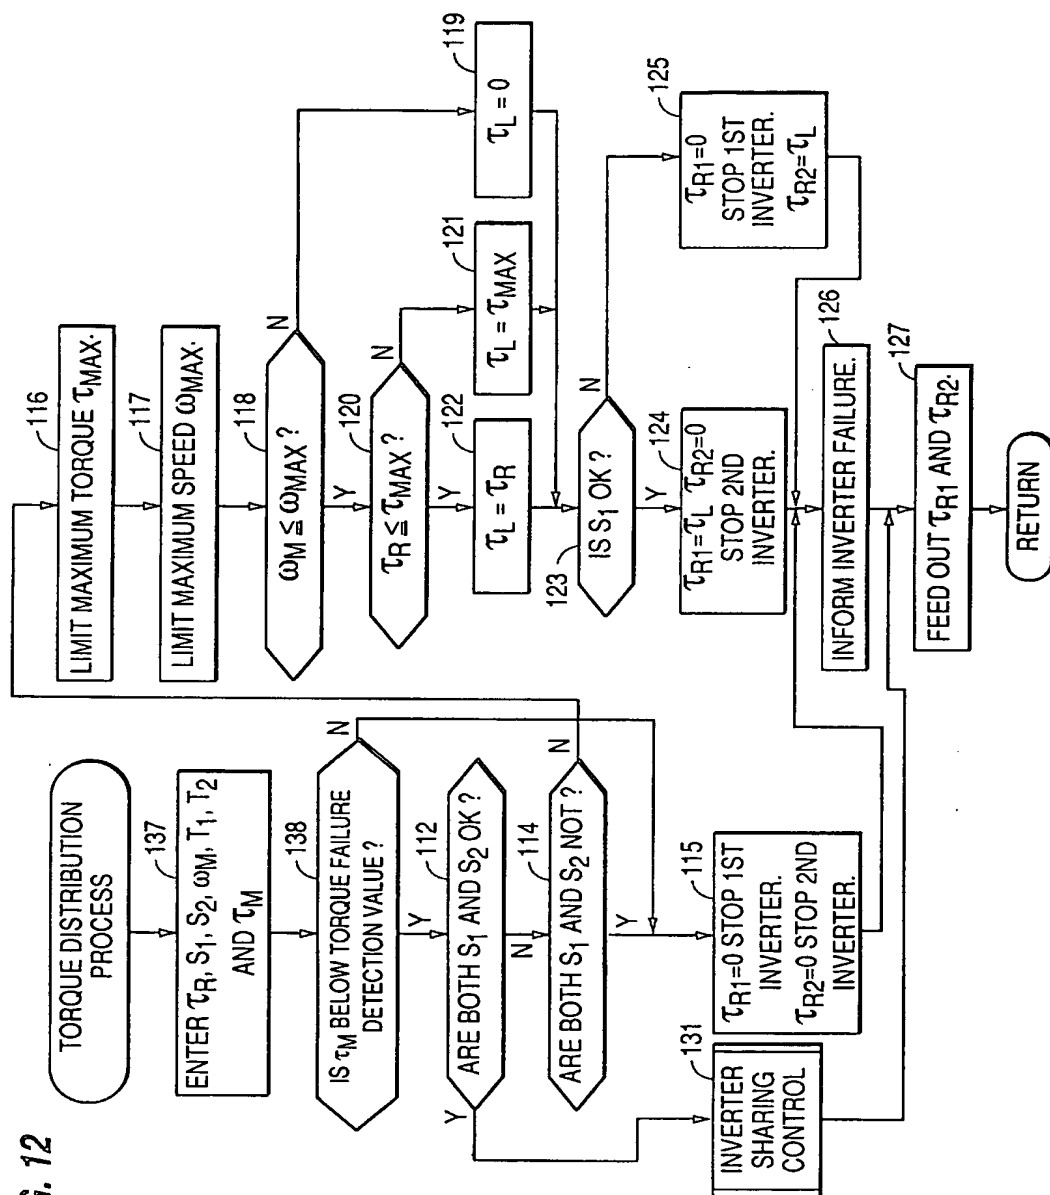 G. 12
TORQUE DISTRIBUTION
PROCESS
137
ENTER τR, S1, S2, ωM, T1, T2
AND τM
138
IS τM BELOW TORQUE FAILURE
DETECTION VALUE ?
N
Y
112
ARE BOTH S1 AND S2 OK ?
Y
N
114
ARE BOTH S1 AND S2 NOT ?
N
Y
115
τR1=0 STOP 1ST
INVERTER.
τR2=0 STOP 2ND
INVERTER.
131
INVERTER
SHARING
CONTROL
116
LIMIT MAXIMUM TORQUE τMAX.
117
LIMIT MAXIMUM SPEED ωMAX.
118
ωM ≤ ωMAX ?
N
Y
119
τL = 0
120
τR ≤ τMAX ?
N
Y
121
τL = τMAX
122
τL = τR
123
IS S1 OK ?
N
Y
124
τR1=τL τR2=0
STOP 2ND
INVERTER.
125
τR1=0
STOP 1ST
INVERTER.
τR2=τL
126
INFORM INVERTER FAILURE.
127
FEED OUT τR1 AND τR2.
RETURN